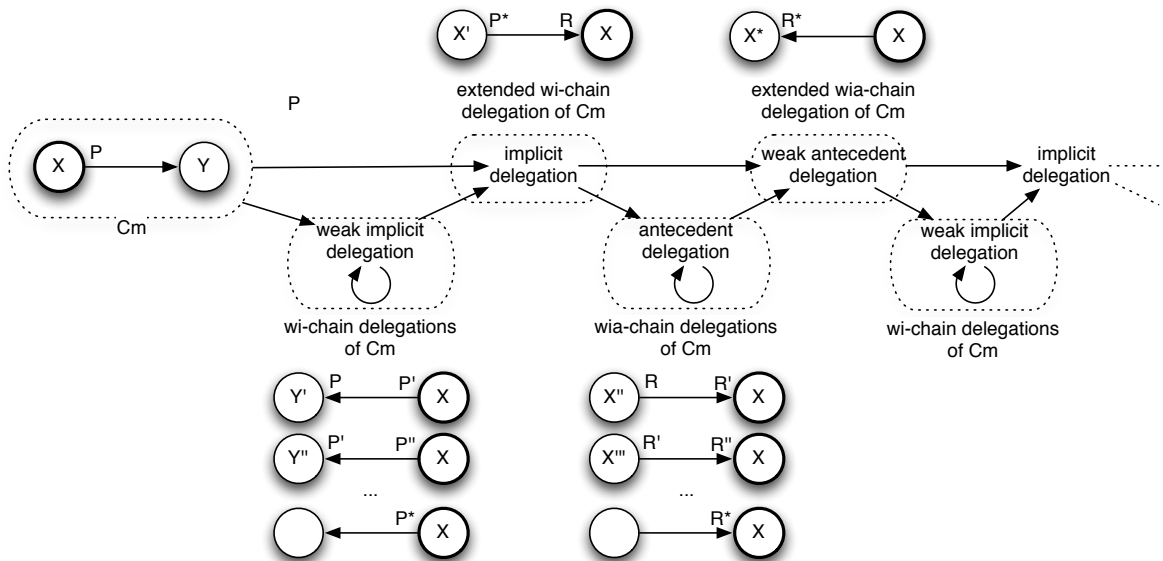 X' P* R X
X* R* X
extended wi-chain
delegation of Cm
extended wia-chain
delegation of Cm
P
X P Y
Cm
implicit
delegation
weak antecedent
delegation
implicit
delegation
weak implicit
delegation
antecedent
delegation
weak implicit
delegation
wi-chain delegations
of Cm
wia-chain delegations
of Cm
wi-chain delegations
of Cm
Y' P P' X
X'' R R' X
Y'' P' P'' X
X''' R' R'' X
...
...
P* X
R* X